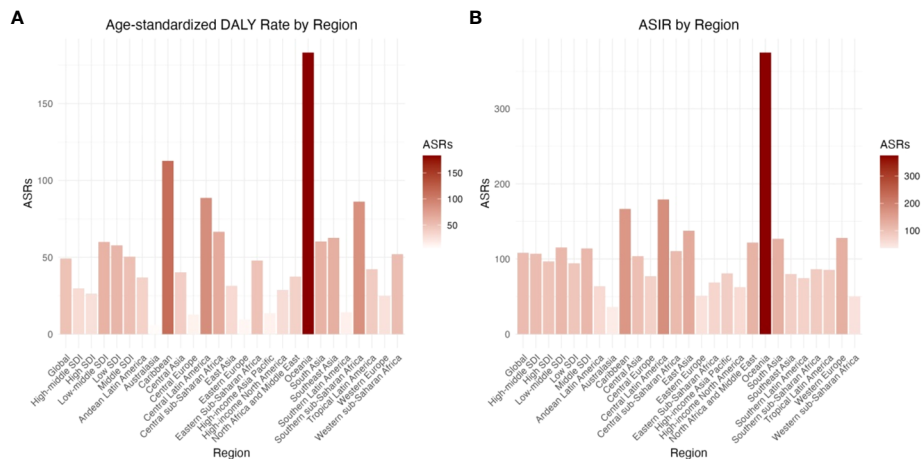 A
Age-standardized DALY Rate by Region
ASRs
150
100
50
0
Global
High-middle SDI
High SDI
Low-middle SDI
Low SDI
Middle SDI
Andean Latin America
Australasia
Caribbean
Central Asia
Central Europe
Central Latin America
Central sub-Saharan Africa
East Asia
Eastern Europe
Eastern Sub-Saharan Africa
High-income Asia Pacific
High-income North America
North Africa and Middle East
Oceania
South Asia
Southeast Asia
Southern Latin America
Southern sub-Saharan Africa
Tropical Latin America
Western Europe
Western sub-Saharan Africa
Region
ASRs
150
100
50
B
ASIR by Region
ASRs
300
200
100
0
Global
High-middle SDI
High SDI
Low-middle SDI
Low SDI
Middle SDI
Andean Latin America
Australasia
Caribbean
Central Asia
Central Europe
Central Latin America
Central sub-Saharan Africa
East Asia
Eastern Europe
Eastern Sub-Saharan Africa
High-income Asia Pacific
High-income North America
North Africa and Middle East
Oceania
South Asia
Southeast Asia
Southern Latin America
Southern sub-Saharan Africa
Tropical Latin America
Western Europe
Western sub-Saharan Africa
Region
ASRs
300
200
100